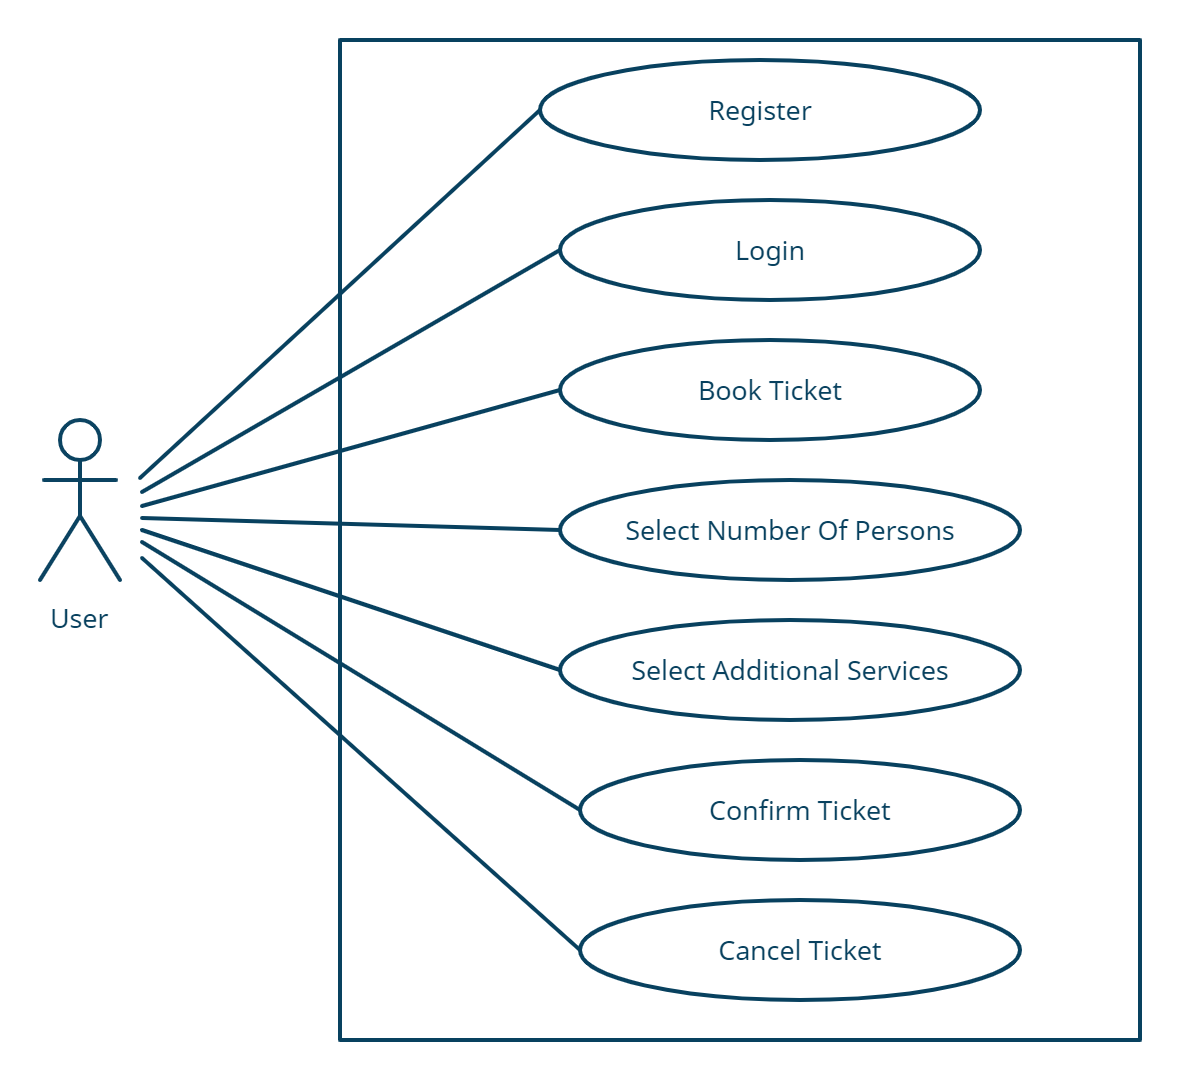 Register
Login
Book Ticket
Select Number Of Persons
User
Select Additional Services
Confirm Ticket
Cancel Ticket